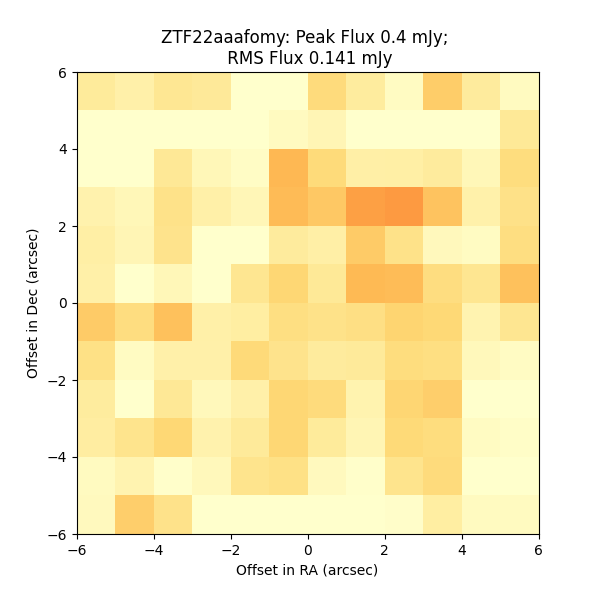 ZTF22aaafomy: Peak Flux 0.4 mJy;
RMS Flux 0.141 mJy
6
4
2
0
−2
−4
−6
Offset in Dec (arcsec)
−6 −4 −2 0 2 4 6
Offset in RA (arcsec)